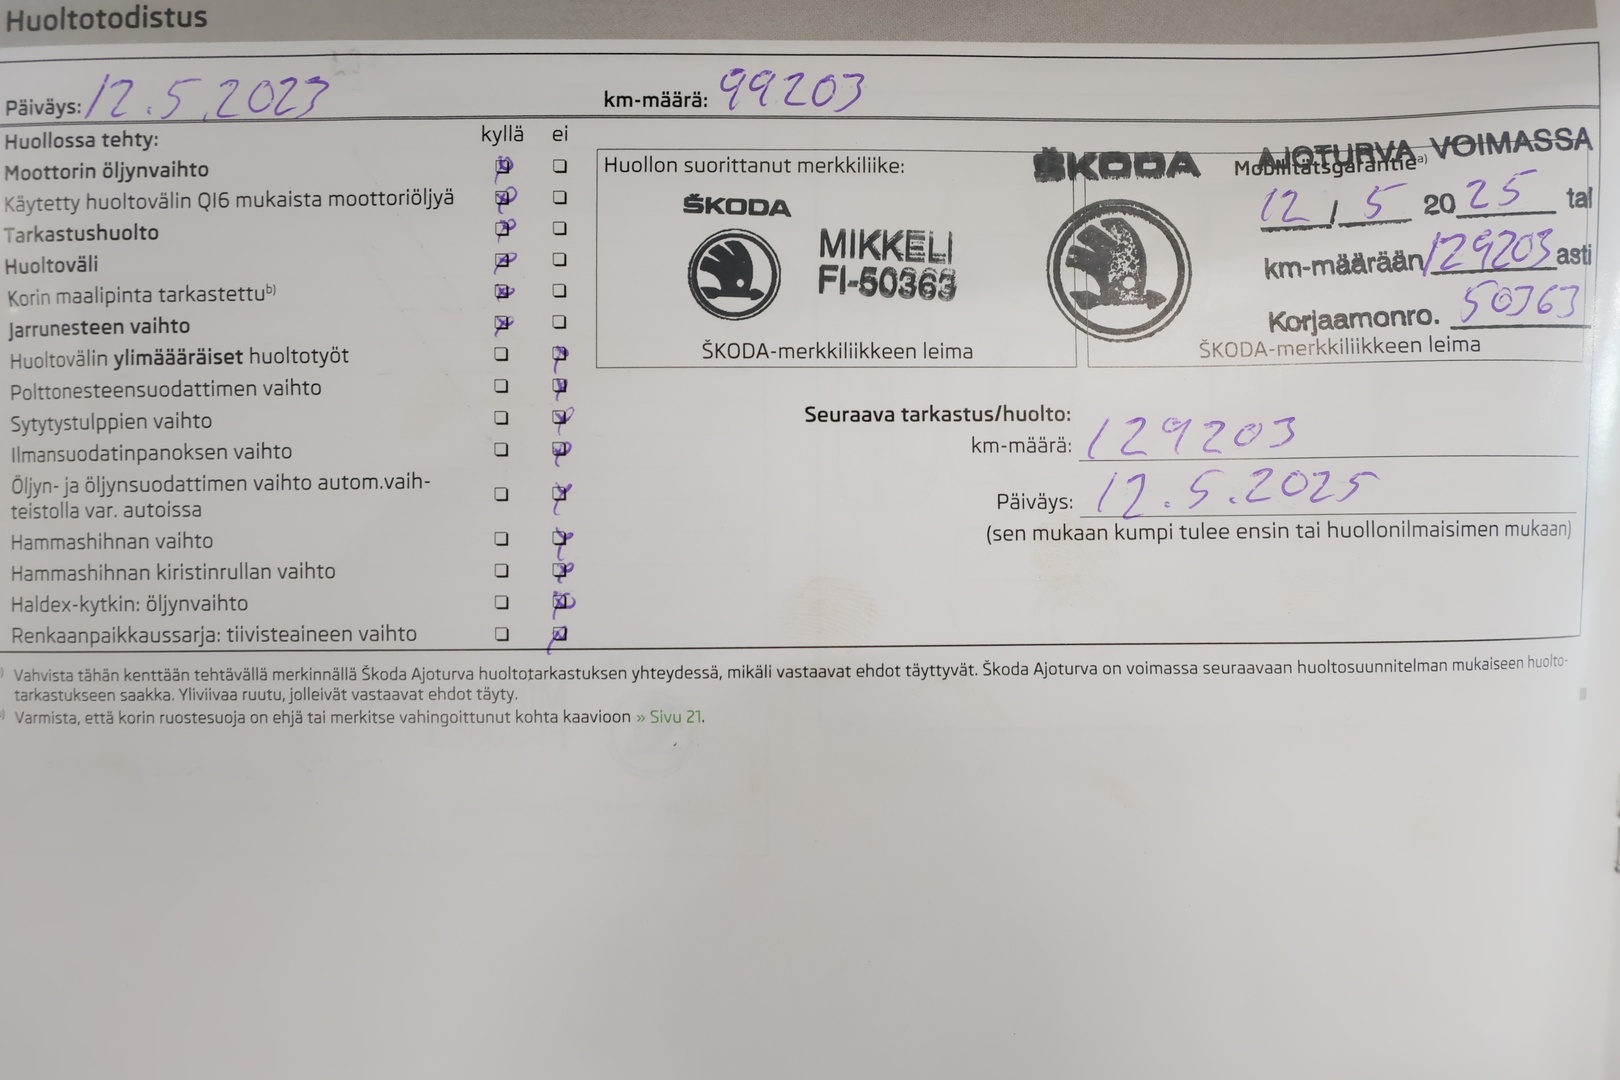 Huoltotodistus
Päiväys: 12.5.2023 km-määrä: 99203
Huollossa tehty: kyllä ei
Moottorin öljynvaihto
Käytetty huoltovälin QI6 mukaista moottoriöljyä
Tarkastushuolto
Huoltoväli
Korin maalipinta tarkastettu b)
Jarrunesteen vaihto
Huoltovälin ylimääräiset huoltotyöt
Polttonesteensuodattimen vaihto
Sytytystulppien vaihto
Ilmansuodatinpanoksen vaihto
Öljyn- ja öljynsuodattimen vaihto autom.vaih-
teistolla var. autoissa
Hammashihnan vaihto
Hammashihnan kiristinrullan vaihto
Haldex-kytkin: öljynvaihto
Renkaanpaikkaussarja: tiivisteaineen vaihto
Huollon suorittanut merkkiliike:
ŠKODA
MIKKELI
FI-50363
ŠKODA-merkkiliikkeen leima
ŠKODA
AJOTURVA VOIMASSA
Mobilitätsgarantie a)
12 / 5 2025 tai
km-määrään 129203 asti
Korjaamonro. 50363
ŠKODA-merkkiliikkeen leima
Seuraava tarkastus/huolto:
km-määrä: 129203
Päiväys: 12.5.2025
(sen mukaan kumpi tulee ensin tai huollonilmaisimen mukaan)
Vahvista tähän kenttään tehtävällä merkinnällä Škoda Ajoturva huoltotarkastuksen yhteydessä, mikäli vastaavat ehdot täyttyvät. Škoda Ajoturva on voimassa seuraavaan huoltosuunnitelman mukaiseen huolto-
tarkastukseen saakka. Yliviivaa ruutu, jolleivät vastaavat ehdot täyty.
Varmista, että korin ruostesuoja on ehjä tai merkitse vahingoittunut kohta kaavioon » Sivu 21.